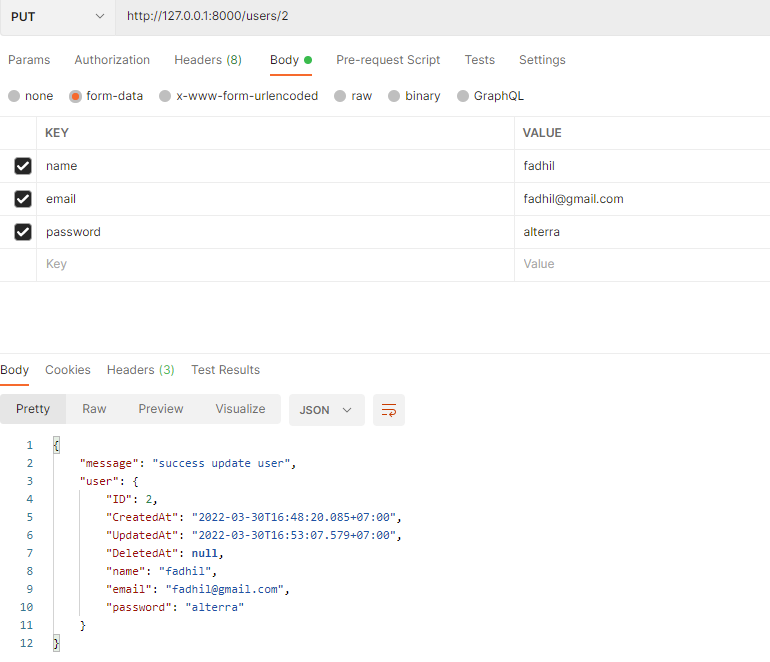 PUT http://127.0.0.1:8000/users/2
Params Authorization Headers (8) Body Pre-request Script Tests Settings
none form-data x-www-form-urlencoded raw binary GraphQL
KEY VALUE
name fadhil
email fadhil@gmail.com
password alterra
Key Value
Body Cookies Headers (3) Test Results
Pretty Raw Preview Visualize JSON
1 {
2 "message": "success update user",
3 "user": {
4 "ID": 2,
5 "CreatedAt": "2022-03-30T16:48:20.085+07:00",
6 "UpdatedAt": "2022-03-30T16:53:07.579+07:00",
7 "DeletedAt": null,
8 "name": "fadhil",
9 "email": "fadhil@gmail.com",
10 "password": "alterra"
11 }
12 }